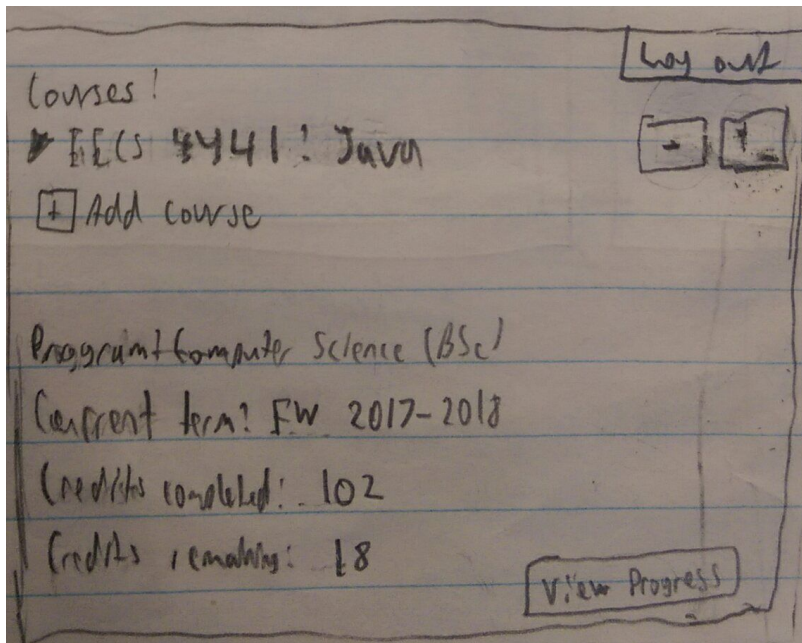 Log out
Courses:
EECS 4441: Java
- +
+ Add course
Program: Computer Science (BSc)
Current term: FW 2017-2018
Credits completed: 102
Credits remaining: 18
View Progress